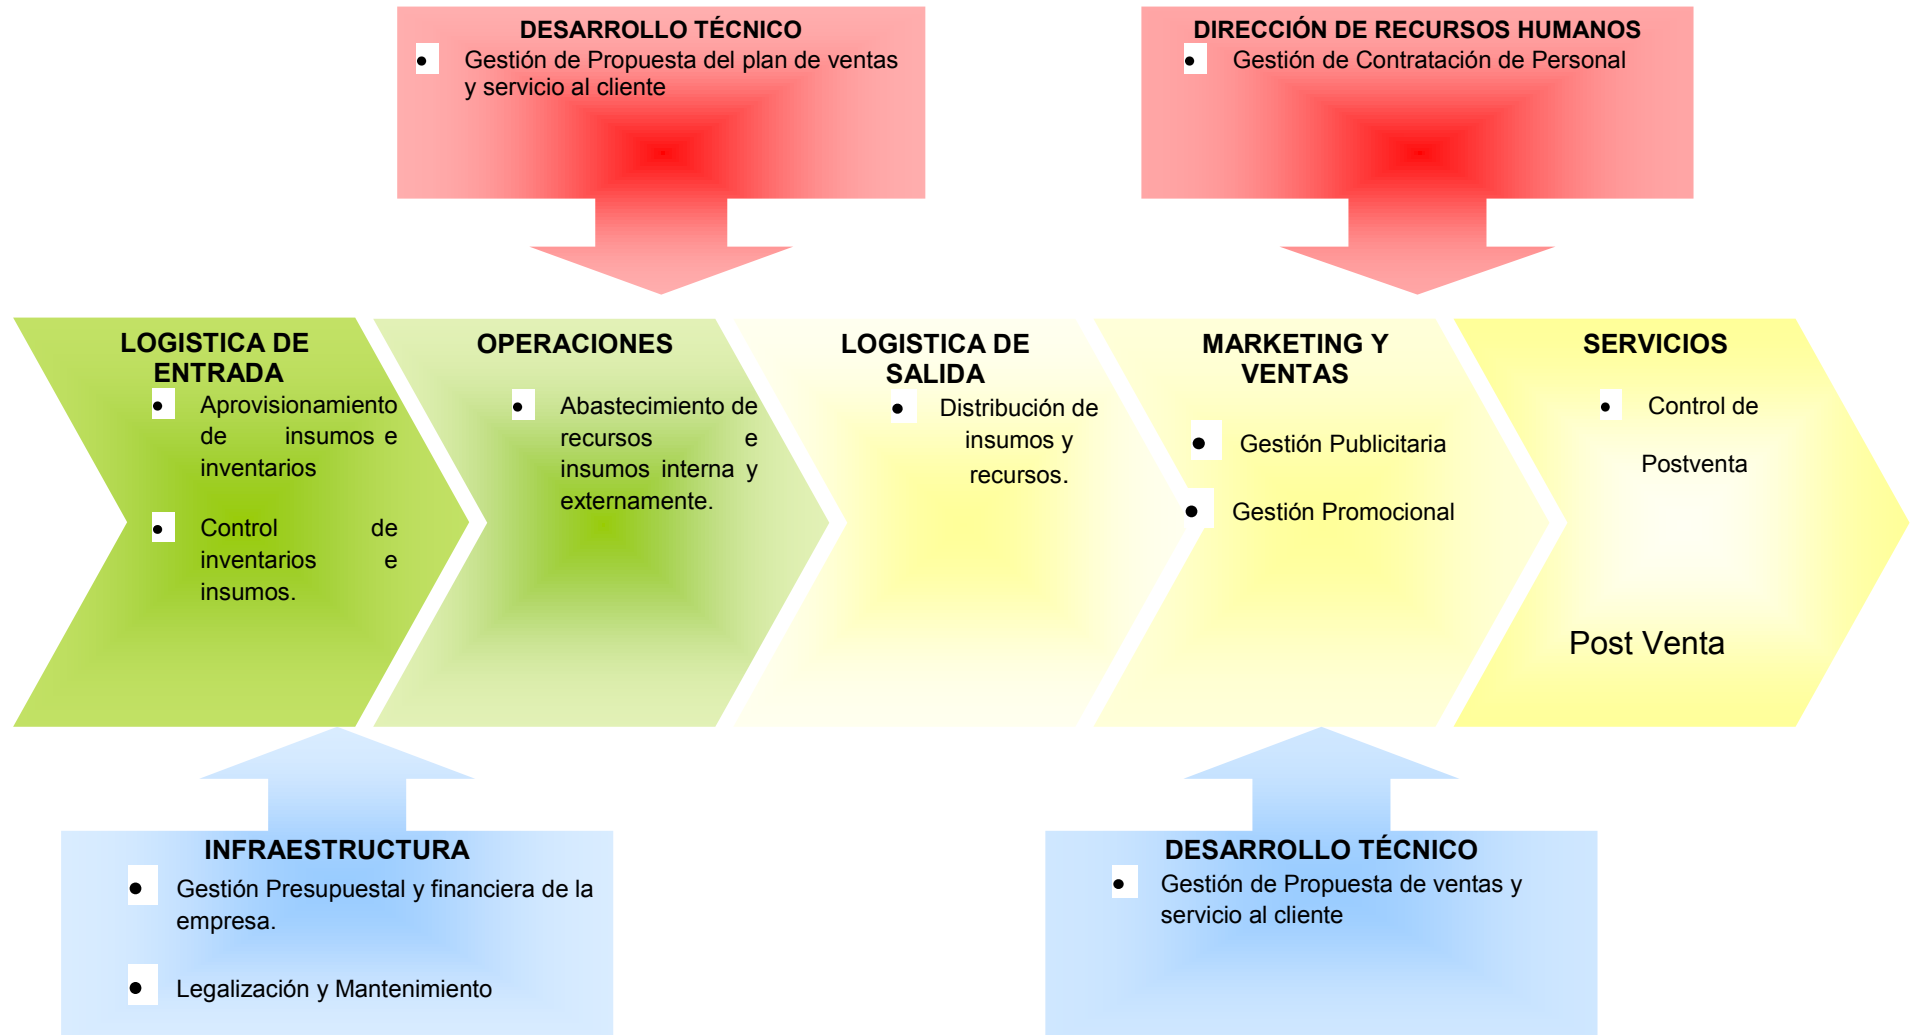 DESARROLLO TÉCNICO
• Gestión de Propuesta del plan de ventas
y servicio al cliente
DIRECCIÓN DE RECURSOS HUMANOS
• Gestión de Contratación de Personal
LOGISTICA DE
ENTRADA
• Aprovisionamiento
de insumos e
inventarios
• Control de
inventarios e
insumos.
OPERACIONES
• Abastecimiento de
recursos e
insumos interna y
externamente.
LOGISTICA DE
SALIDA
• Distribución de
insumos y
recursos.
MARKETING Y
VENTAS
• Gestión Publicitaria
• Gestión Promocional
SERVICIOS
• Control de
Postventa
Post Venta
INFRAESTRUCTURA
• Gestión Presupuestal y financiera de la
empresa.
• Legalización y Mantenimiento
DESARROLLO TÉCNICO
• Gestión de Propuesta de ventas y
servicio al cliente